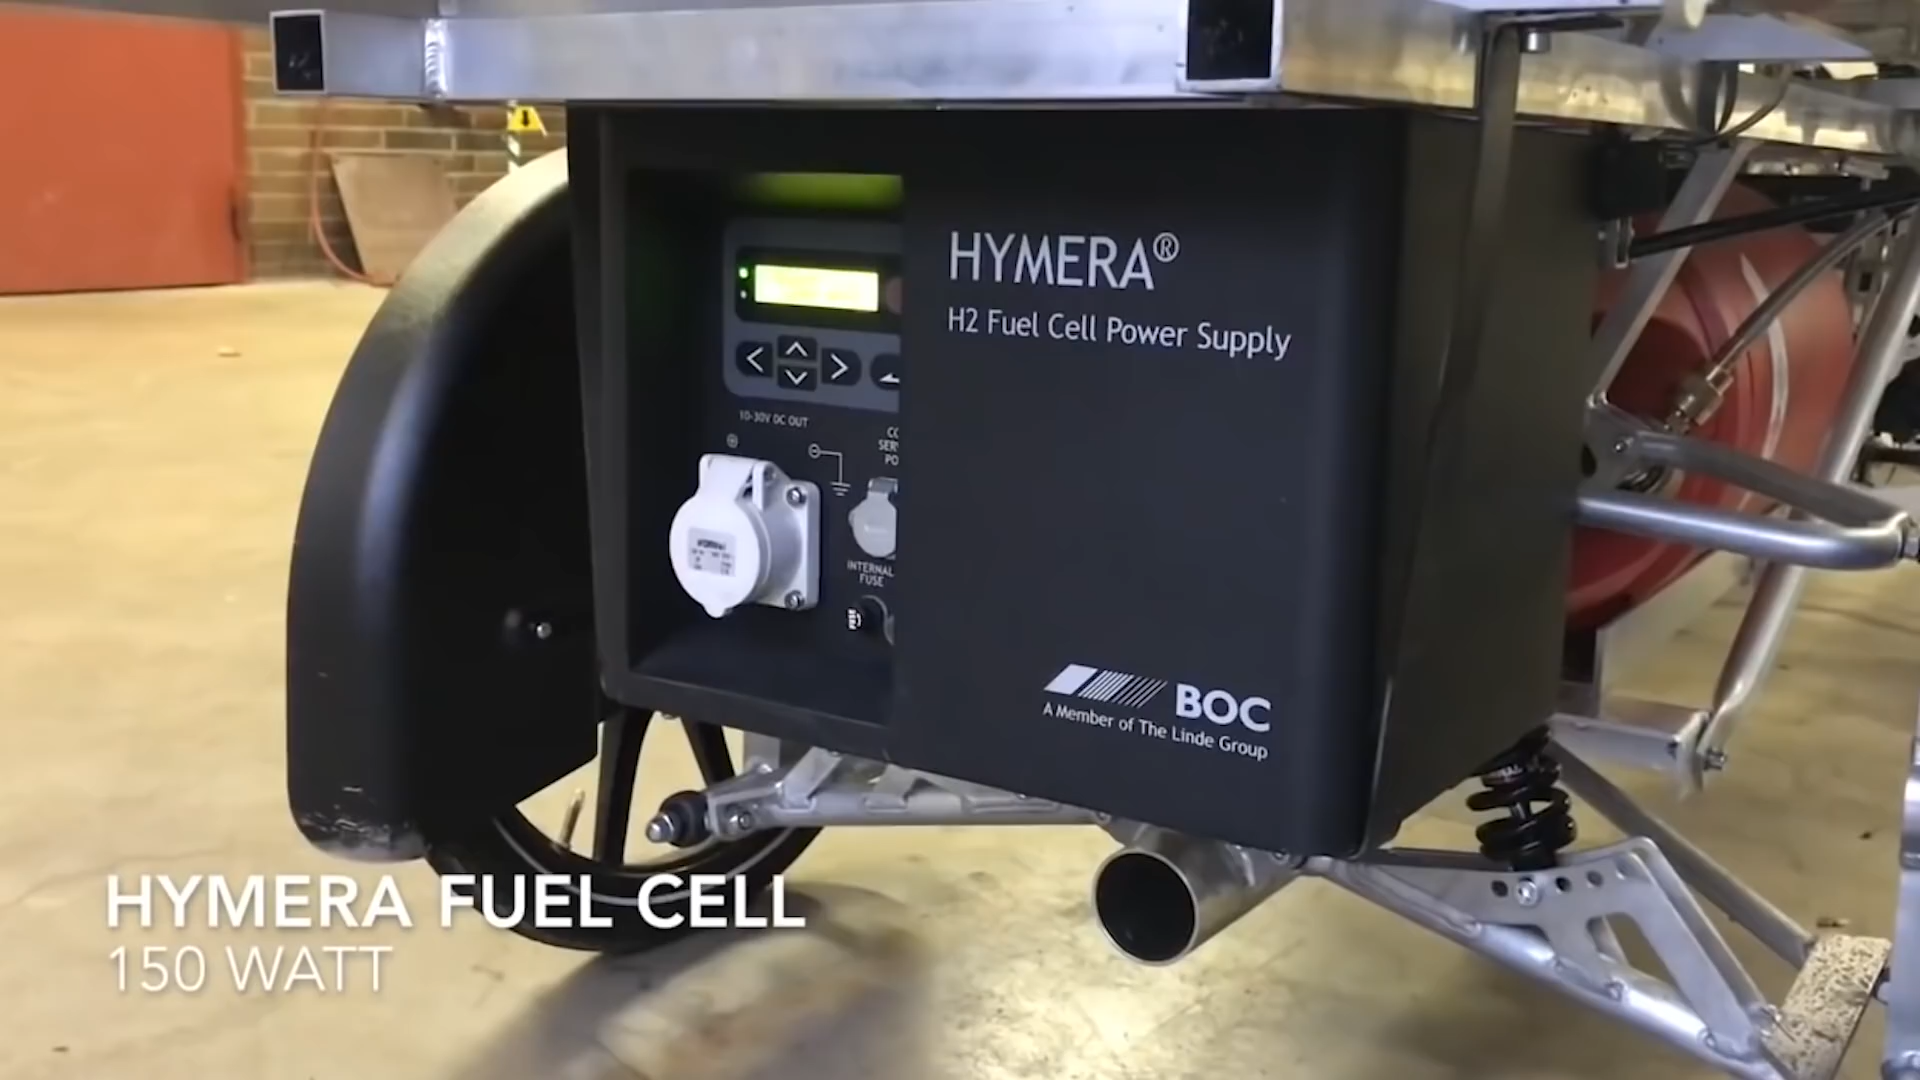 HYMERA®
H2 Fuel Cell Power Supply
10-30V DC OUT
INTERNAL
FUSE
BOC
A Member of The Linde Group
HYMERA FUEL CELL
150 WATT